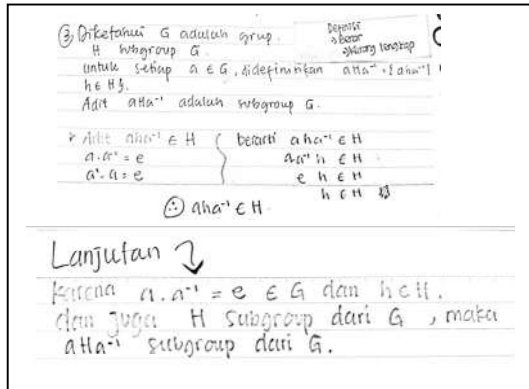 ③ Diketahui G adalah grup.
H subgroup G.
untuk setiap a ∈ G, didefinitikan aHa⁻¹ = {aha⁻¹|
h ∈ H}.
Adit aHa⁻¹ adalah subgroup G.
Definisi
→ Benar
→ kurang lengkap
* Adit aha⁻¹ ∈ H
a.a⁻¹ = e
a⁻¹.a = e
berarti aha⁻¹ ∈ H
aa⁻¹ h ∈ H
e h ∈ H
h ∈ H
∴ aha⁻¹ ∈ H.
Lanjutan
Karena a.a⁻¹ = e ∈ G dan h ∈ H.
dan juga H subgroup dari G, maka
aHa⁻¹ subgroup dari G.